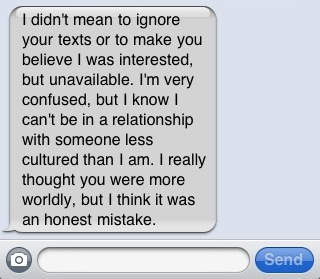 I didn't mean to ignore
your texts or to make you
believe I was interested,
but unavailable. I'm very
confused, but I know I
can't be in a relationship
with someone less
cultured than I am. I really
thought you were more
worldly, but I think it was
an honest mistake.
Send